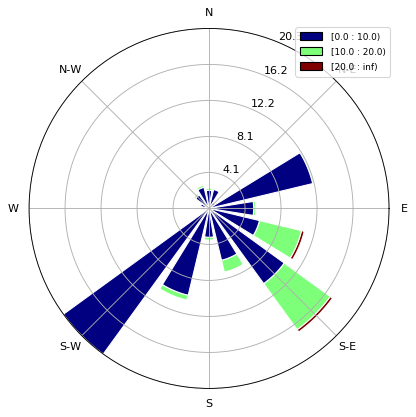 N
N-W
W
S-W
S
S-E
E
4.1
8.1
12.2
16.2
[0.0 : 10.0)
[10.0 : 20.0)
[20.0 : inf)